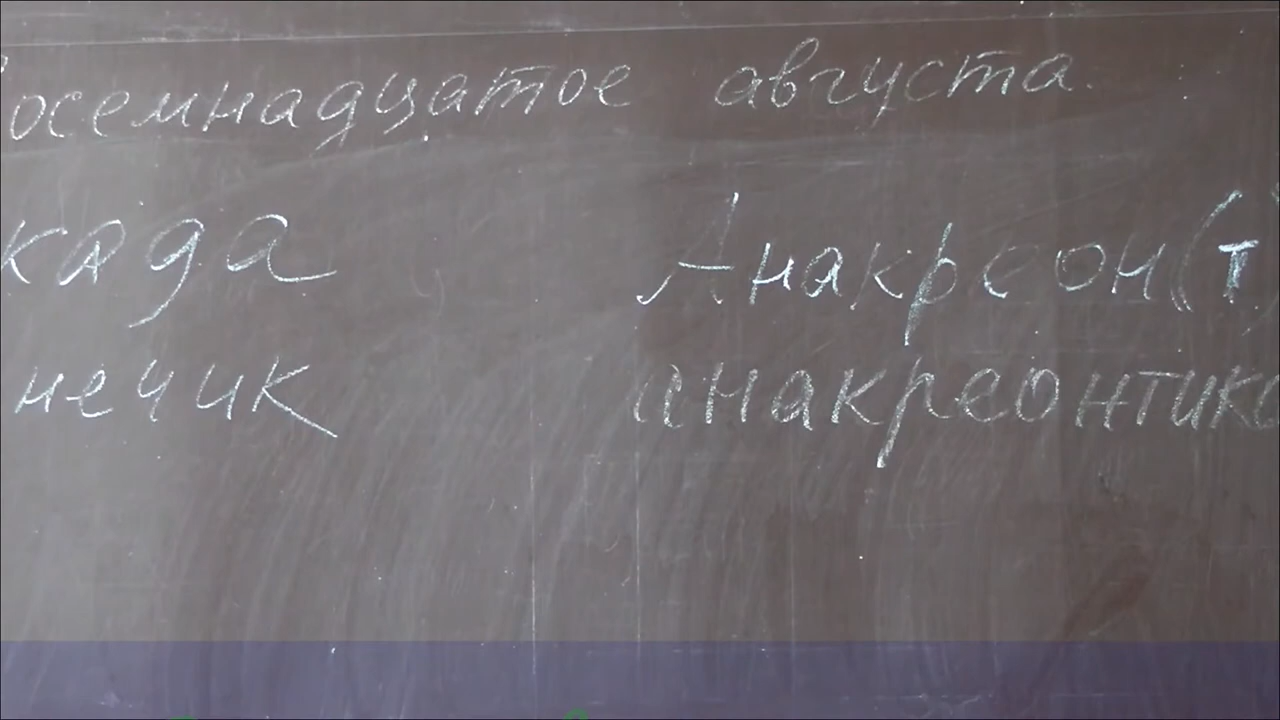 осемнадцатое августа.
када Анакреон(т)
нечик анакреонтика